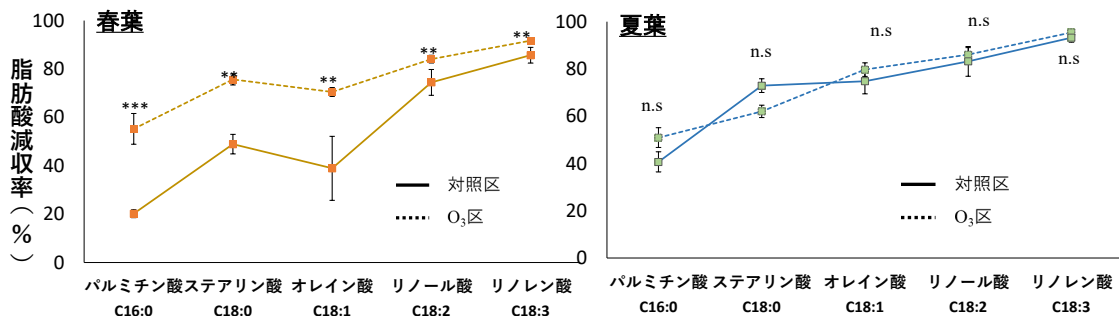 春葉
脂肪酸減収率(%)
100
80
60
40
20
0
***
**
**
**
**
対照区
O₃区
パルミチン酸 ステアリン酸 オレイン酸 リノール酸 リノレン酸
C16:0 C18:0 C18:1 C18:2 C18:3
夏葉
100
80
60
40
20
0
n.s
n.s
n.s
n.s
n.s
対照区
O₃区
パルミチン酸 ステアリン酸 オレイン酸 リノール酸 リノレン酸
C16:0 C18:0 C18:1 C18:2 C18:3